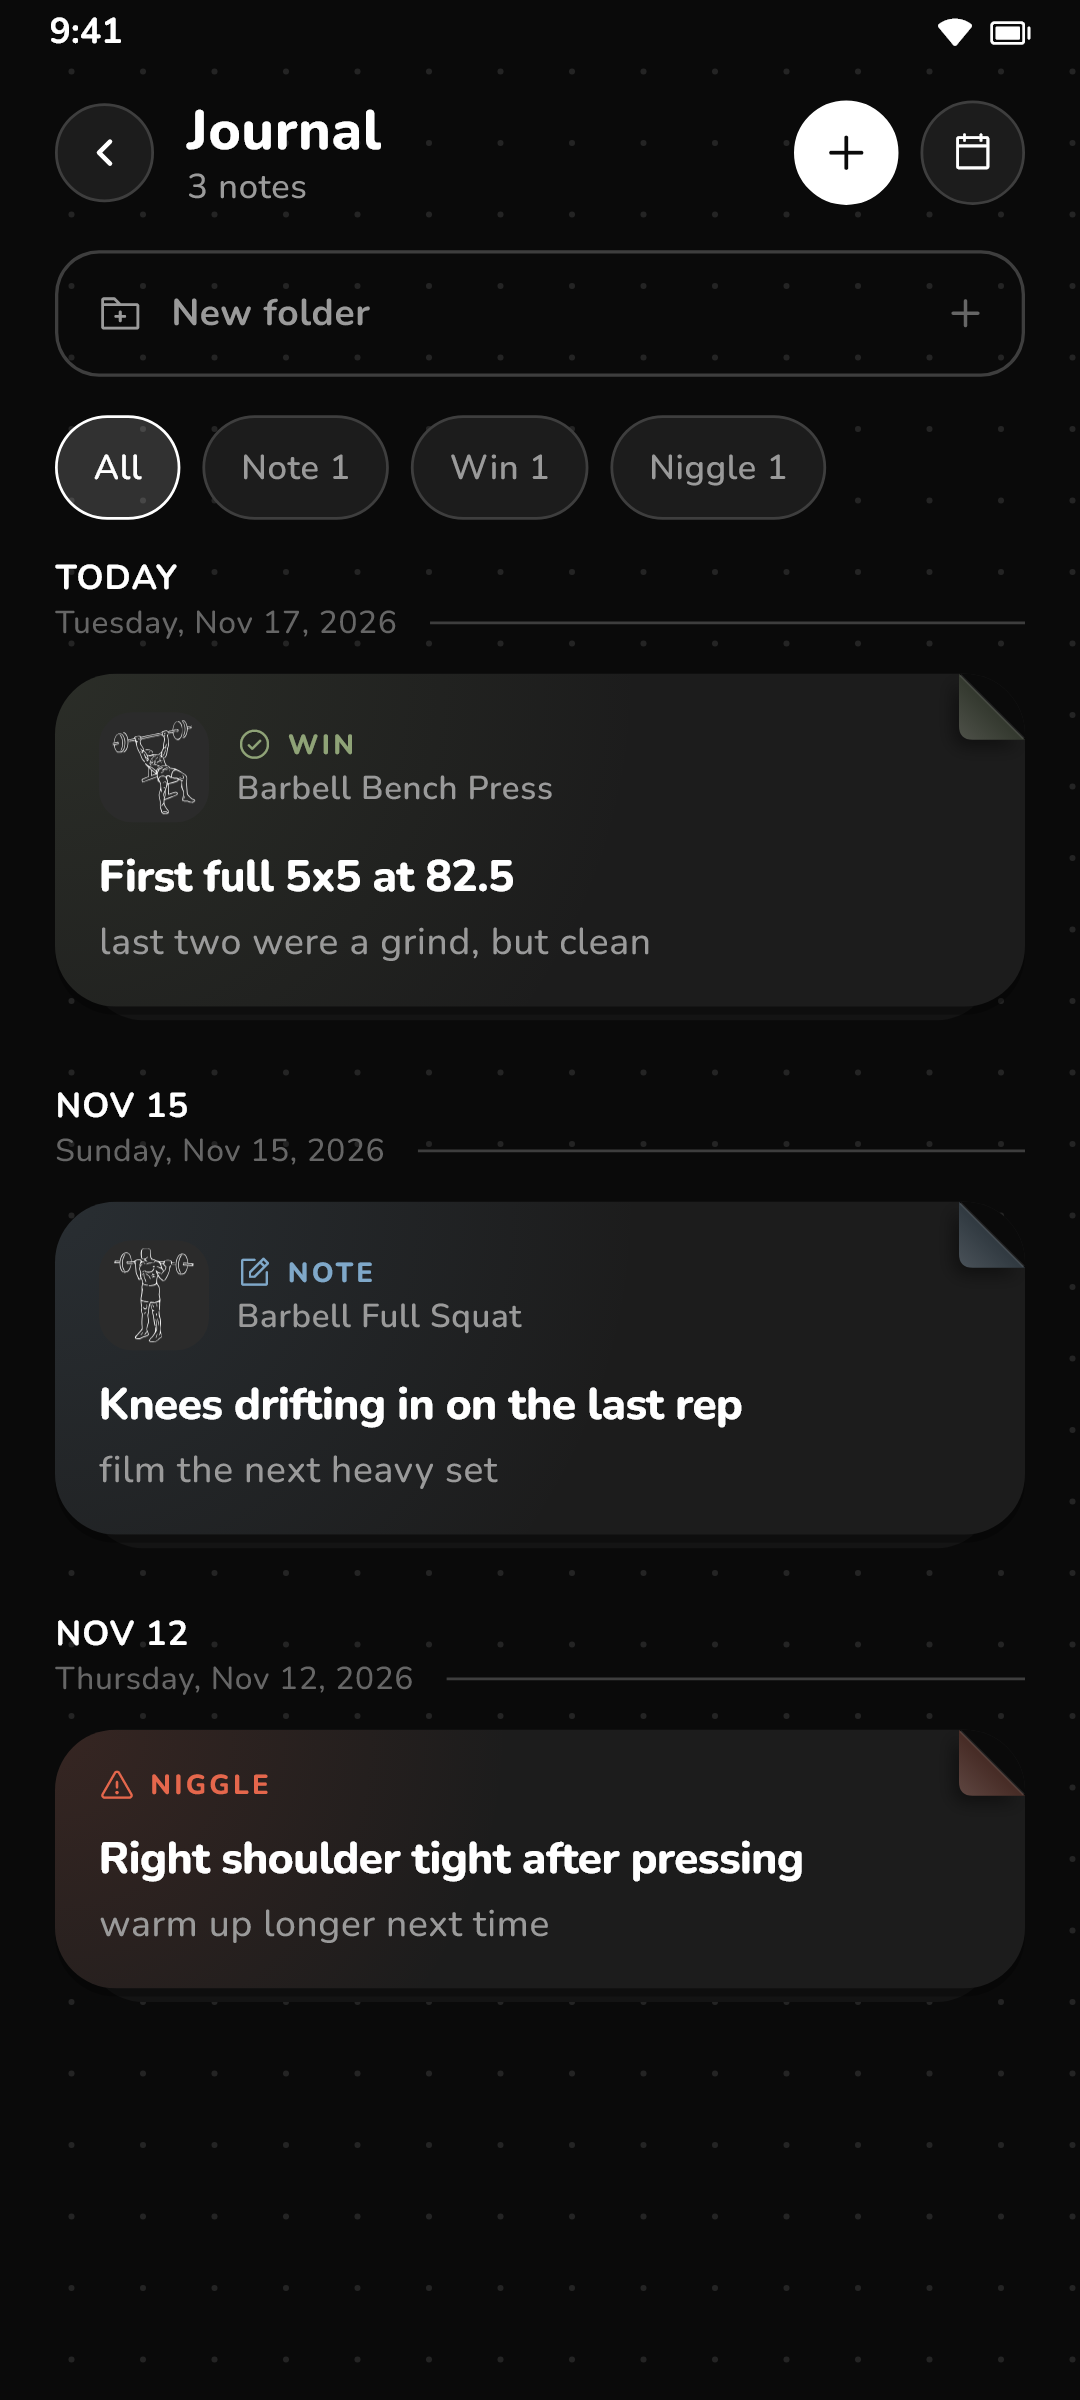 9:41
Journal
3 notes
New folder
All
Note 1
Win 1
Niggle 1
TODAY
Tuesday, Nov 17, 2026
WIN
Barbell Bench Press
First full 5x5 at 82.5
last two were a grind, but clean
NOV 15
Sunday, Nov 15, 2026
NOTE
Barbell Full Squat
Knees drifting in on the last rep
film the next heavy set
NOV 12
Thursday, Nov 12, 2026
NIGGLE
Right shoulder tight after pressing
warm up longer next time